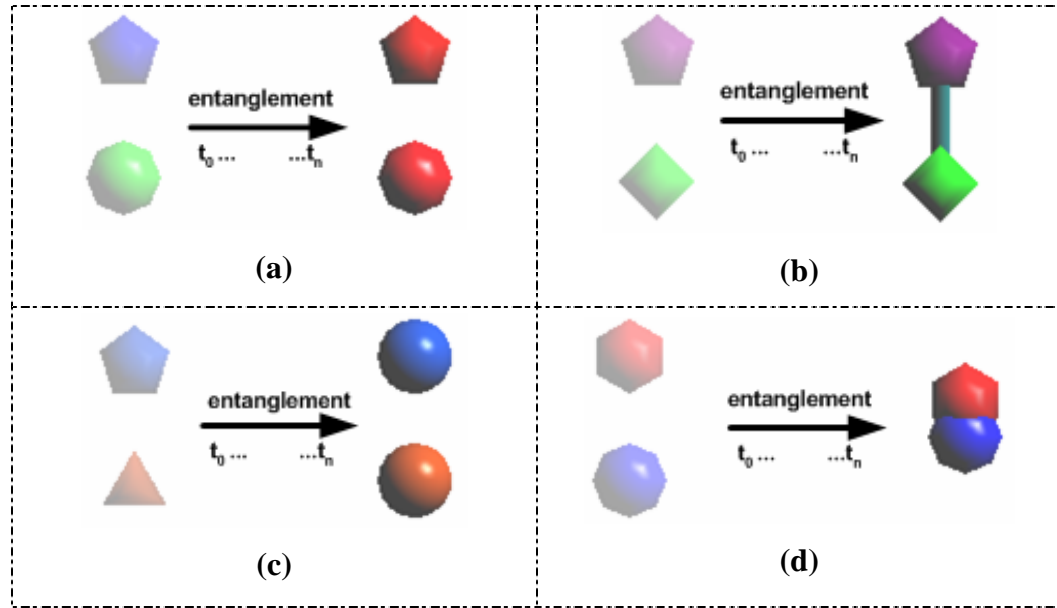 entanglement
t0 ... ...tn
(a)
entanglement
t0 ... ...tn
(b)
entanglement
t0 ... ...tn
(c)
entanglement
t0 ... ...tn
(d)